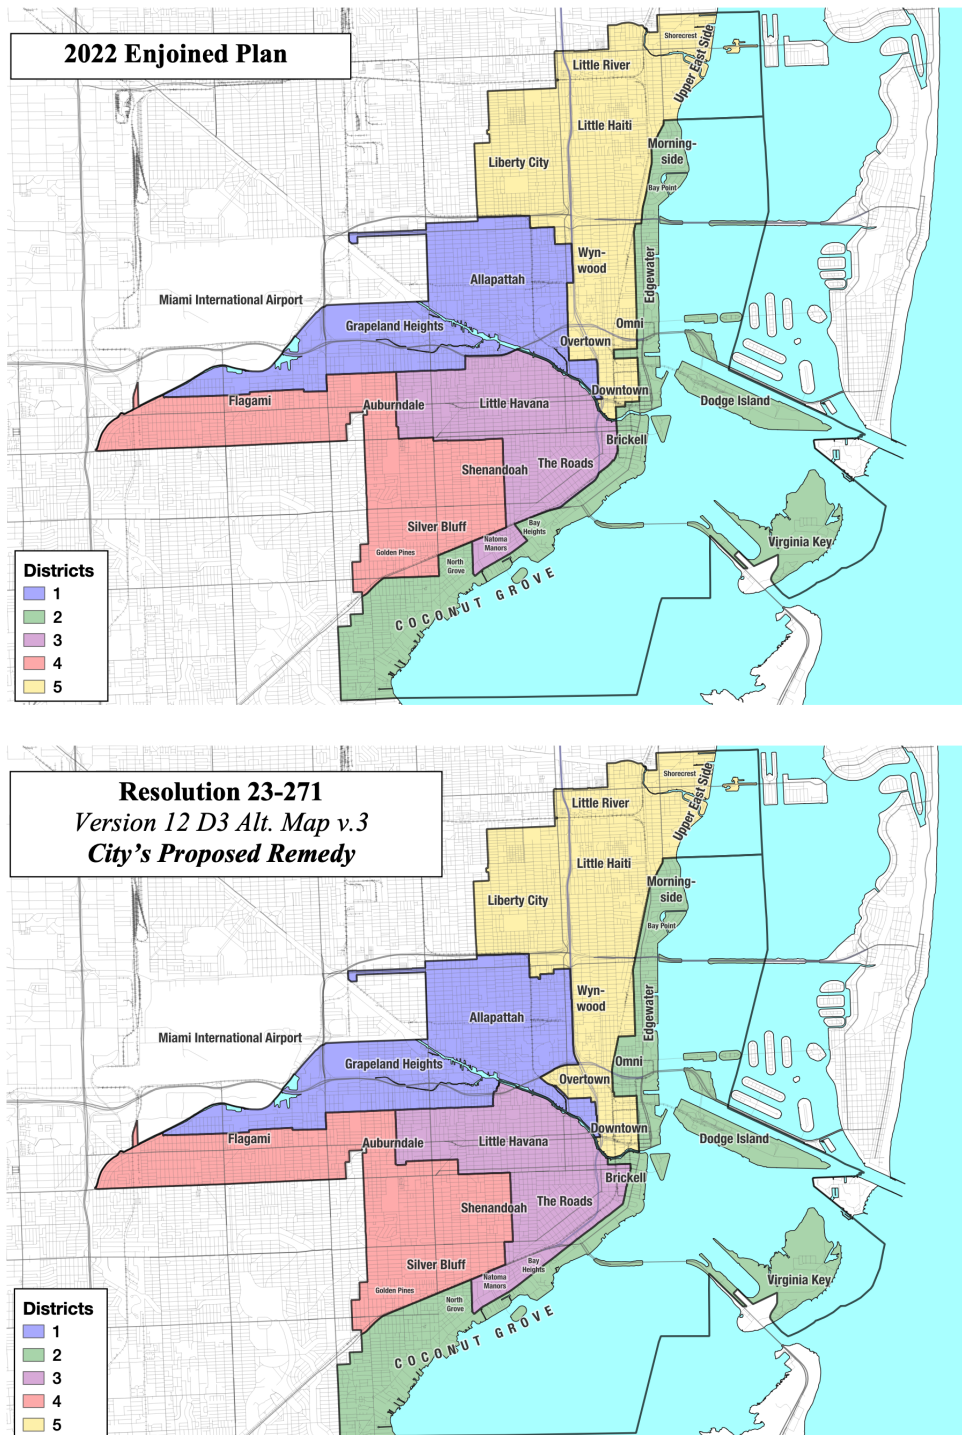 2022 Enjoined Plan
Shorecrest
Upper East Side
Little River
Little Haiti
Morning-
side
Liberty City
Bay Point
Wyn-
wood
Edgewater
Allapattah
Miami International Airport
Grapeland Heights
Omni
Overtown
Downtown
Dodge Island
Flagami
Auburndale
Little Havana
Brickell
The Roads
Shenandoah
Silver Bluff
Bay
Heights
Natoma
Manors
Golden Pines
North
Grove
Virginia Key
COCONUT GROVE
Districts
1
2
3
4
5
Resolution 23-271
Version 12 D3 Alt. Map v.3
City's Proposed Remedy
Shorecrest
Upper East Side
Little River
Little Haiti
Morning-
side
Liberty City
Bay Point
Wyn-
wood
Edgewater
Allapattah
Miami International Airport
Grapeland Heights
Omni
Overtown
Downtown
Dodge Island
Flagami
Auburndale
Little Havana
Brickell
The Roads
Shenandoah
Silver Bluff
Bay
Heights
Natoma
Manors
Golden Pines
North
Grove
Virginia Key
COCONUT GROVE
Districts
1
2
3
4
5